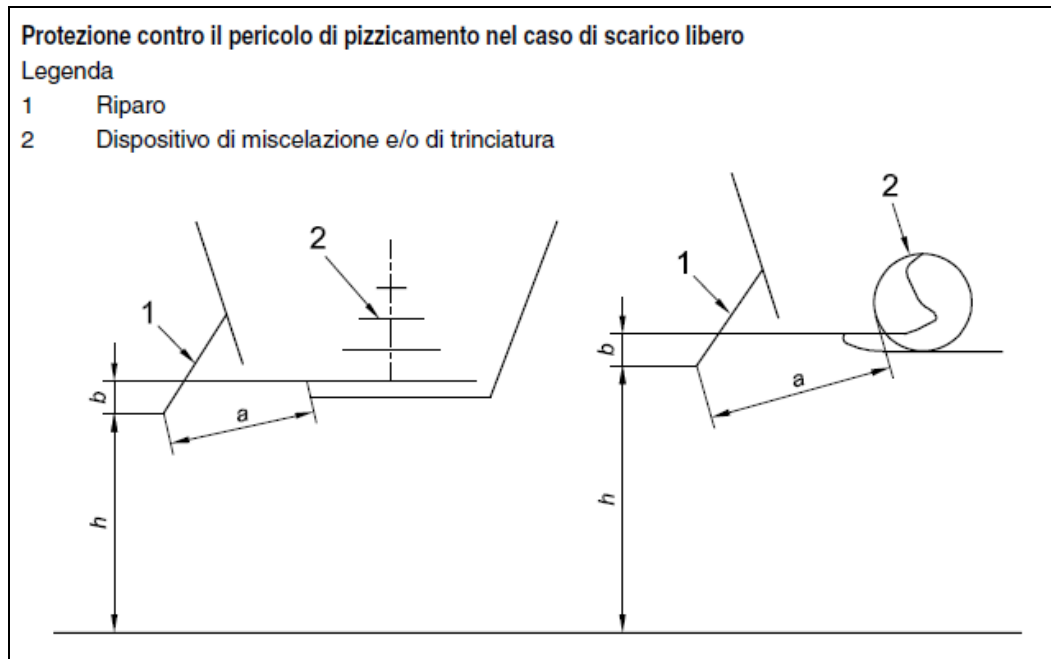 Protezione contro il pericolo di pizzicamento nel caso di scarico libero
Legenda
1 Riparo
2 Dispositivo di miscelazione e/o di trinciatura
2
1
b
a
h
2
1
b
a
h